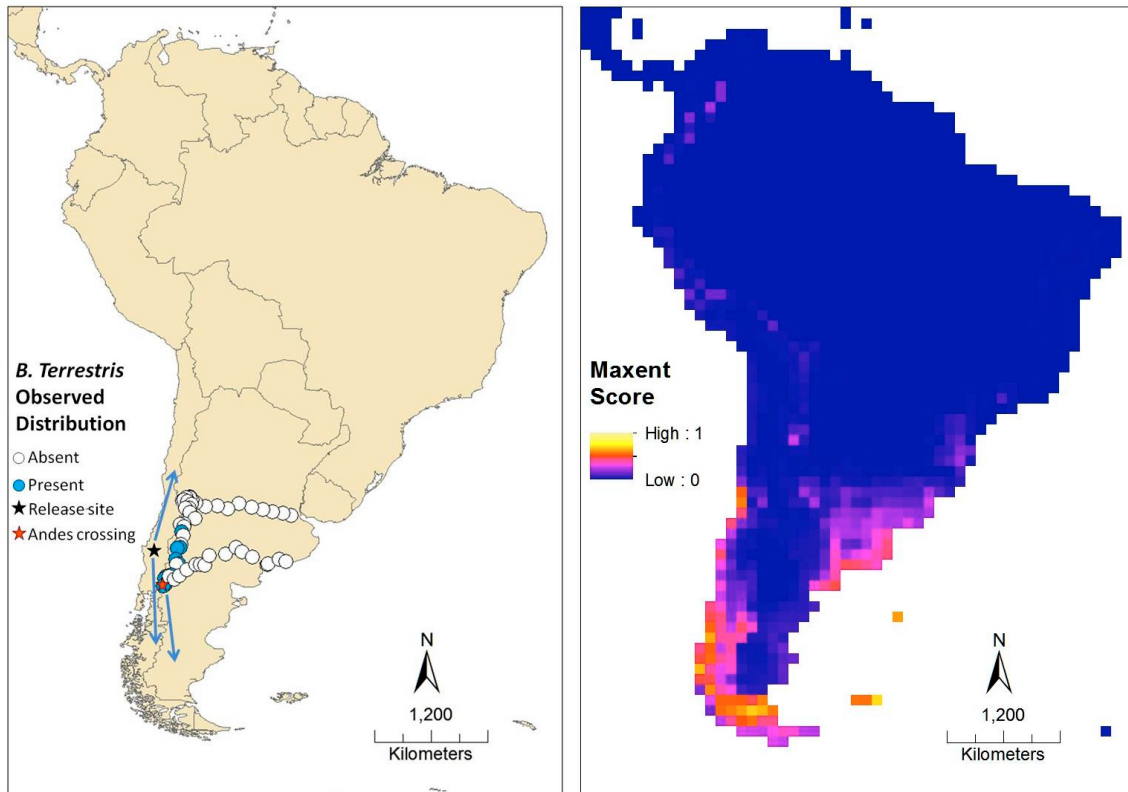 B. Terrestris
Observed
Distribution
Absent
Present
Release site
Andes crossing
N
1,200
Kilometers
Maxent
Score
High : 1
Low : 0
N
1,200
Kilometers